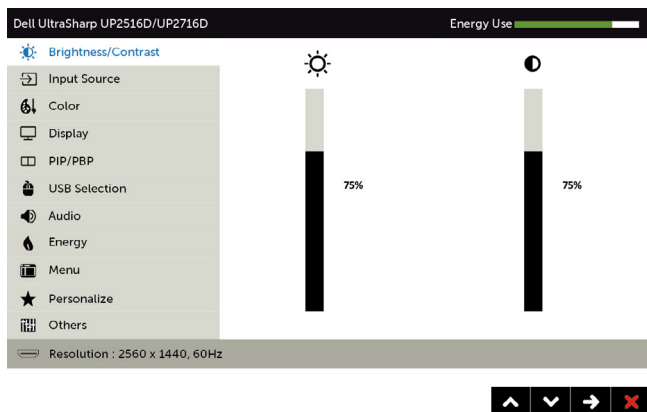 Dell UltraSharp UP2516D/UP2716D
Energy Use
Brightness/Contrast
Input Source
Color
Display
PIP/PBP
USB Selection
Audio
Energy
Menu
Personalize
Others
75%
75%
Resolution : 2560 x 1440, 60Hz